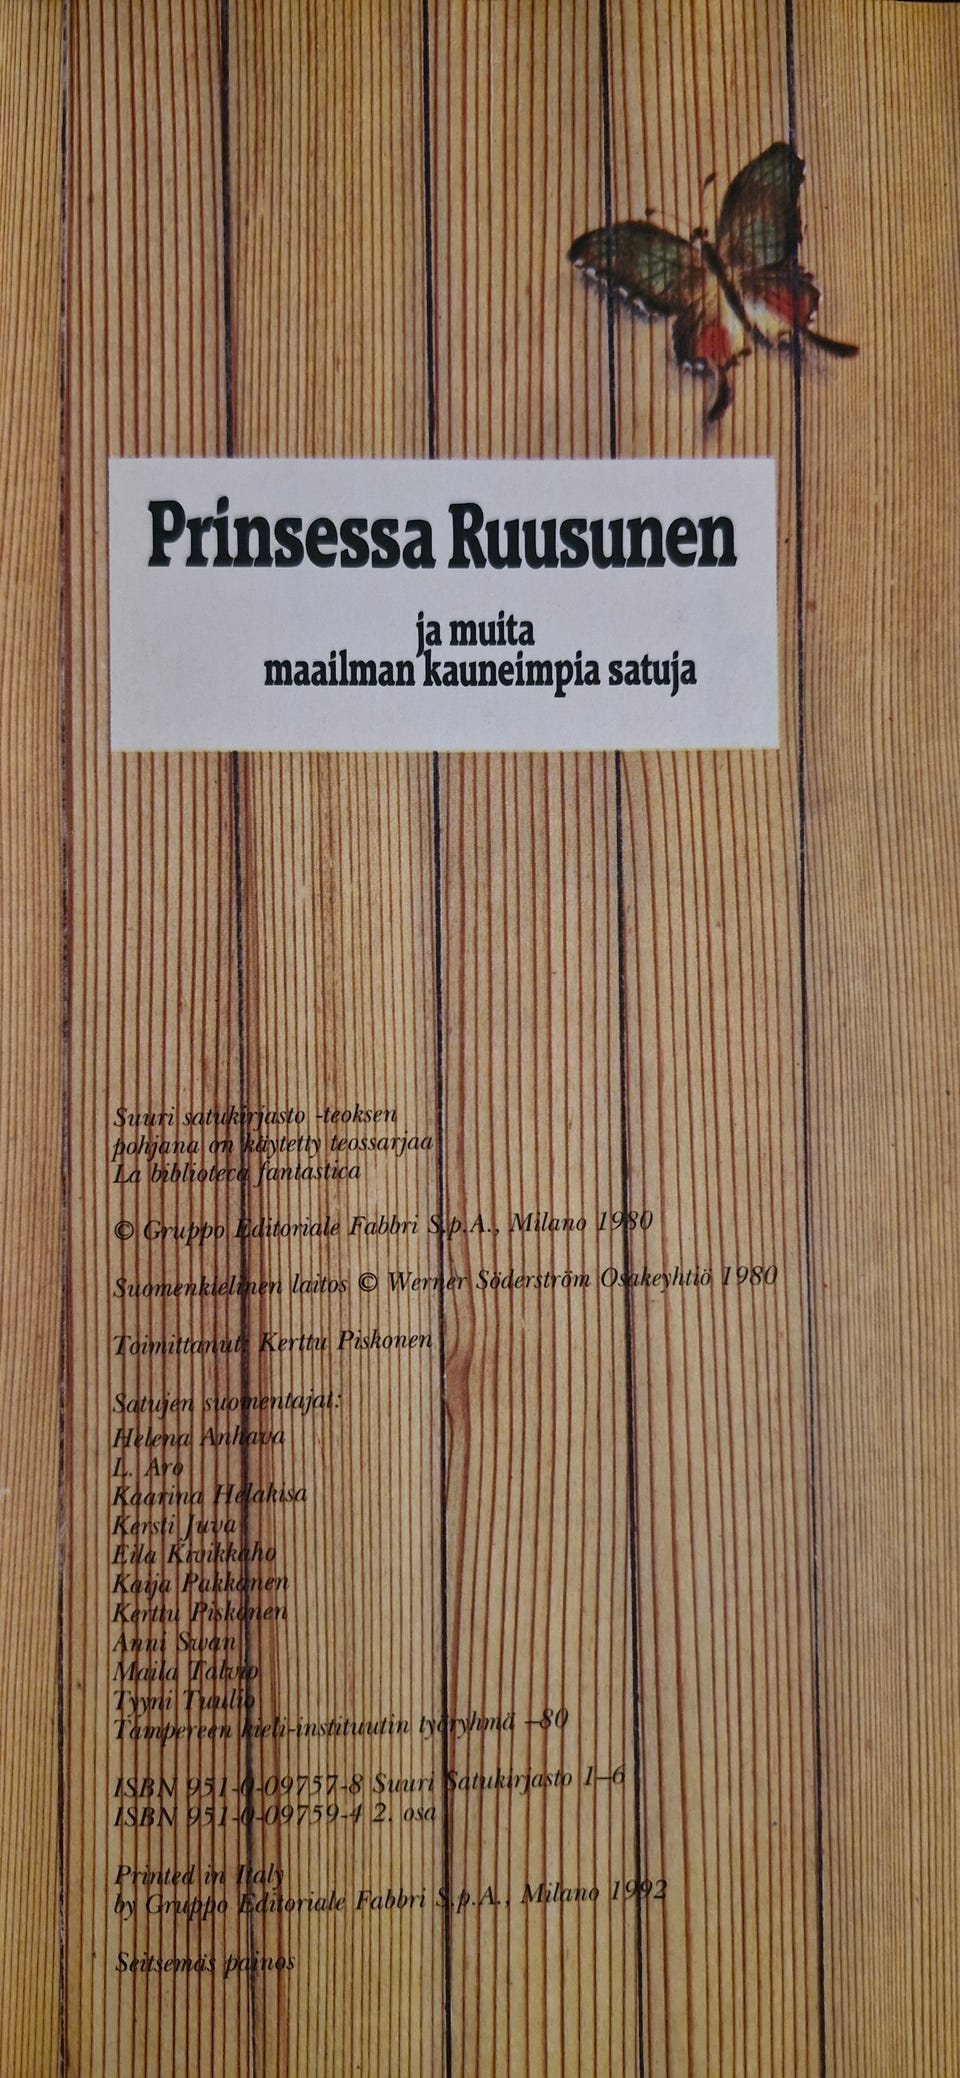 Prinsessa Ruusunen
ja muita
maailman kauneimpia satuja
Suuri satukirjasto -teoksen
pohjana on käytetty teossarjaa
La biblioteca fantastica
© Gruppo Editoriale Fabbri S.p.A., Milano 1980
Suomenkielinen laitos © Werner Söderström Osakeyhtiö 1980
Toimittanut: Kerttu Piskonen
Satujen suomentajat:
Helena Anhava
L. Aro
Kaarina Helakisa
Kersti Juva
Eila Kivikkaho
Kaija Pakkanen
Kerttu Piskonen
Anni Swan
Maila Talvio
Tyyni Tuulio
Tampereen kieli-instituutin työryhmä –80
ISBN 951-0-09757-8 Suuri Satukirjasto 1–6
ISBN 951-0-09759-4 2. osa
Printed in Italy
by Gruppo Editoriale Fabbri S.p.A., Milano 1992
Seitsemäs painos